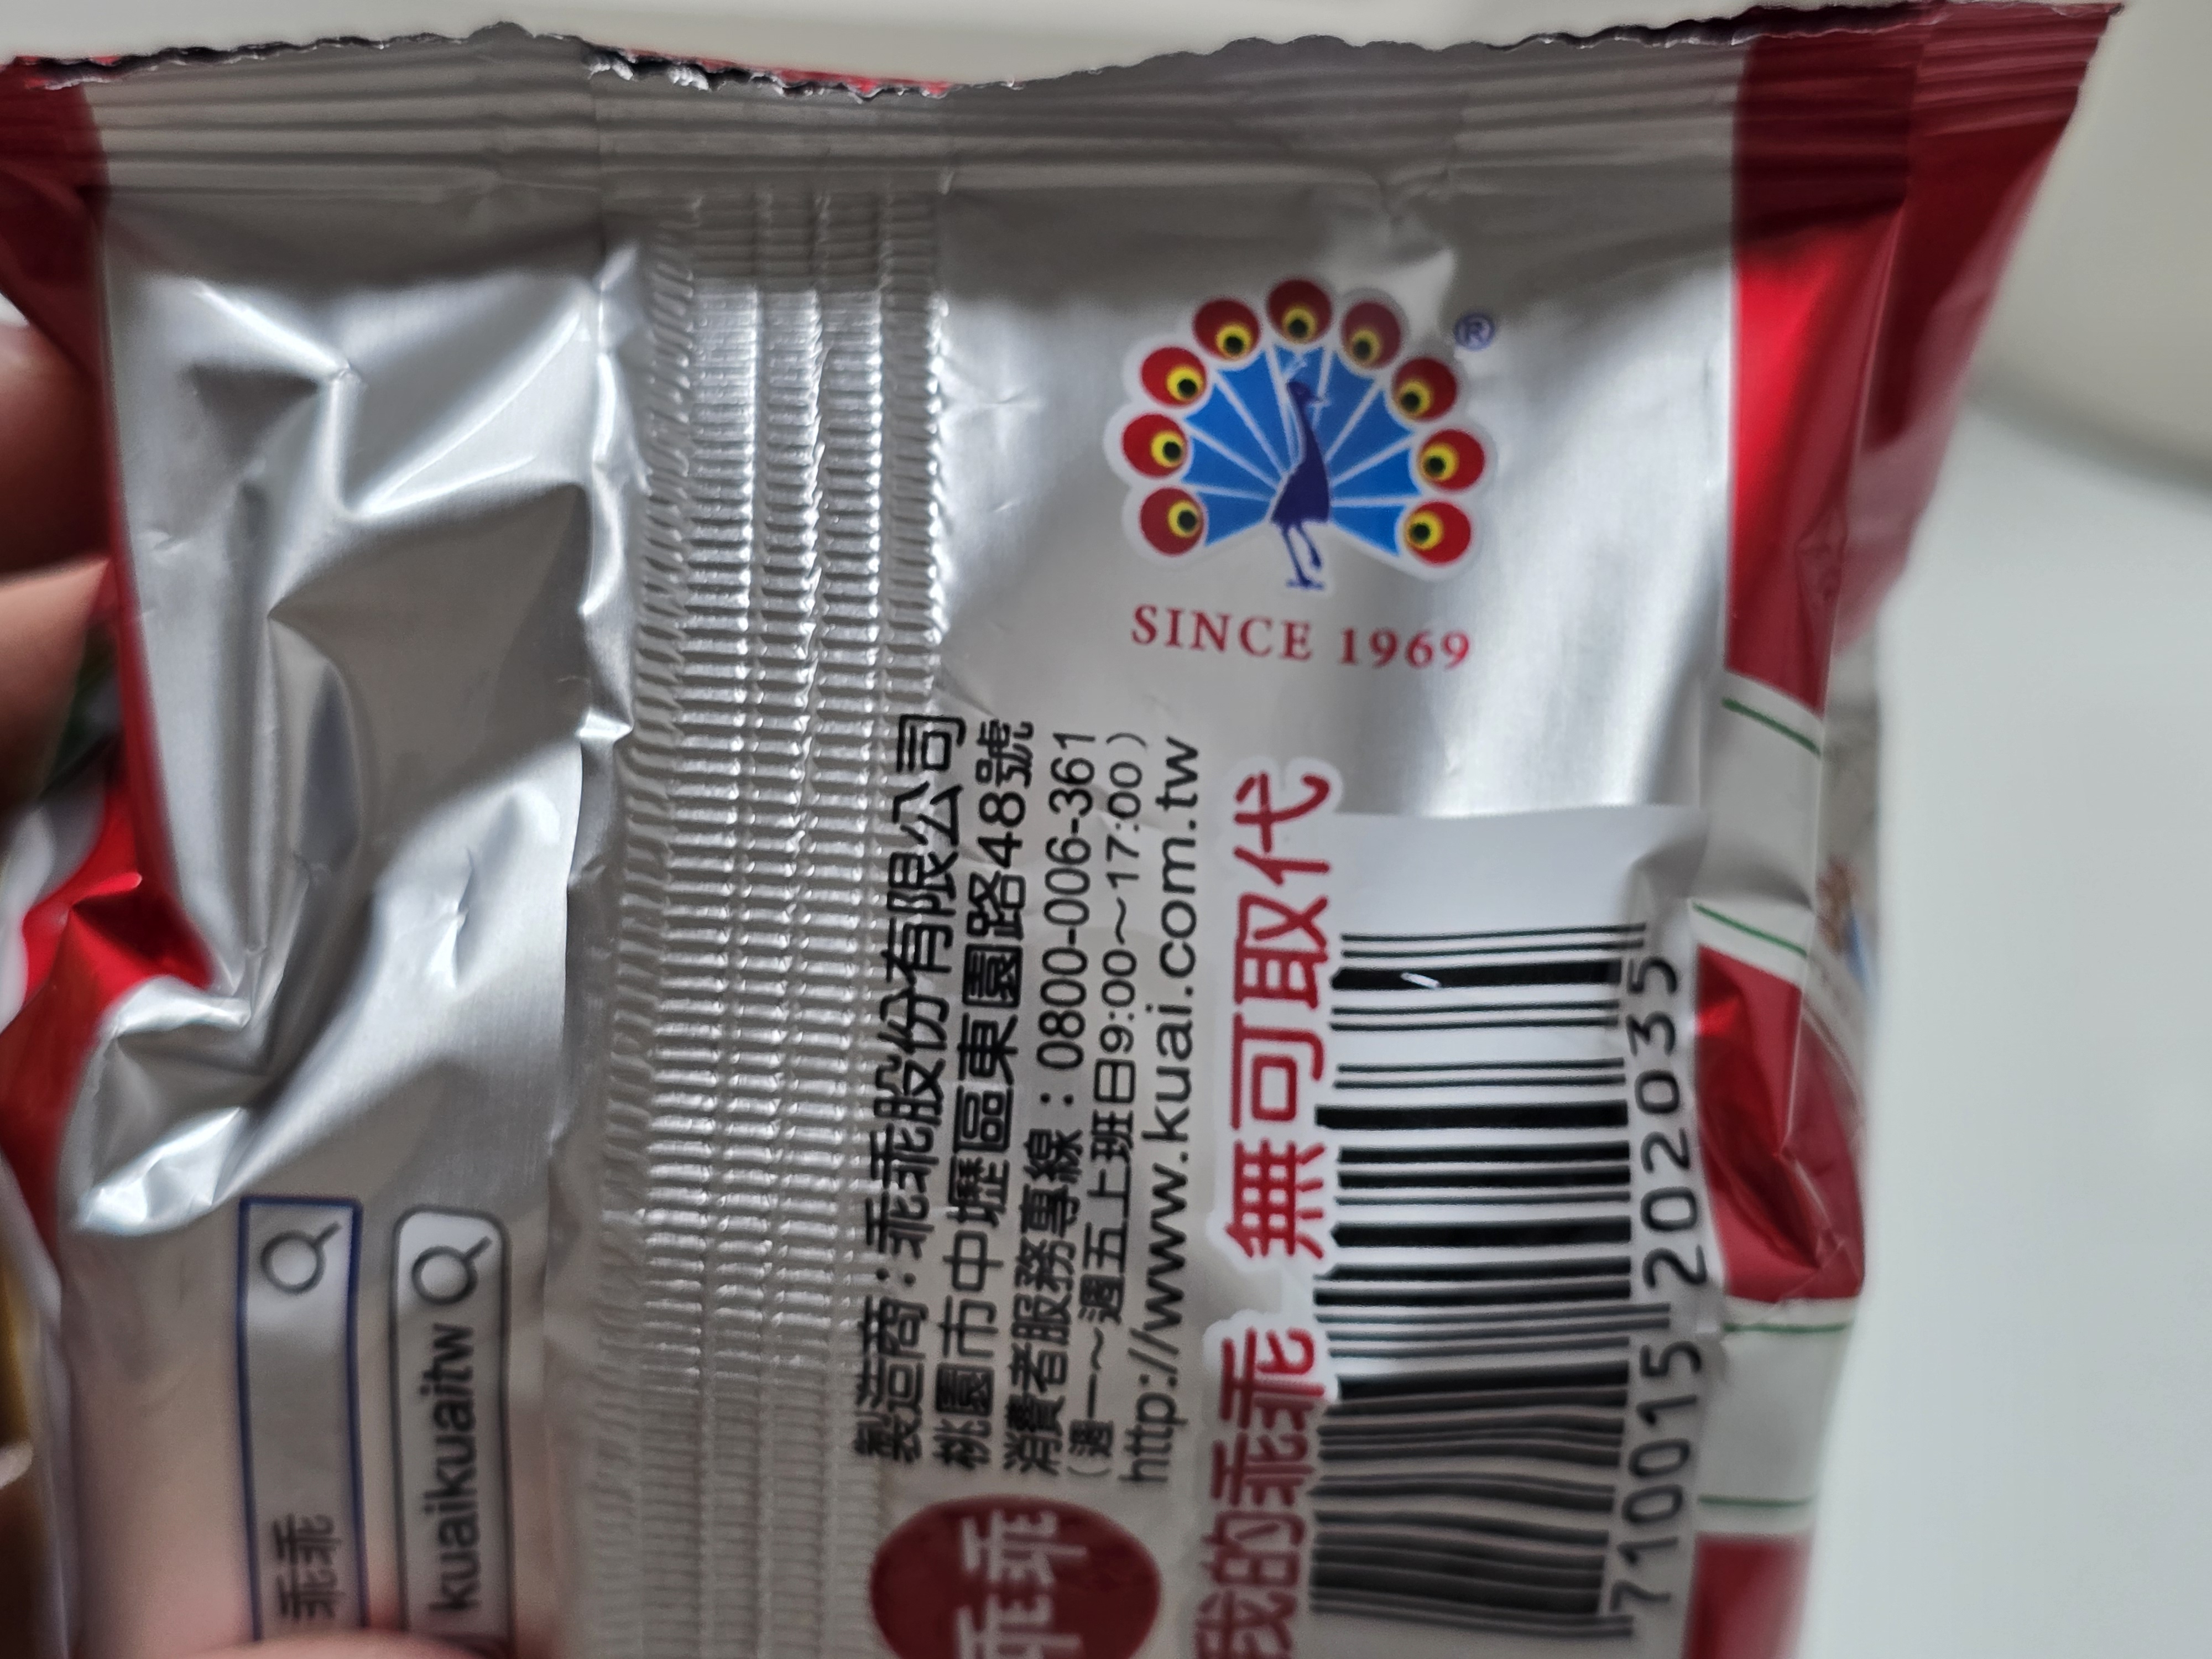 ®
SINCE 1969
乖乖
kuaikuaitw
製造商：乖乖股份有限公司
桃園市中壢區東園路48號
消費者服務專線：0800-006-361
(週一～週五上班日9:00～17:00)
http://www.kuai.com.tw
乖乖
我的乖乖 無可取代
710015 202035